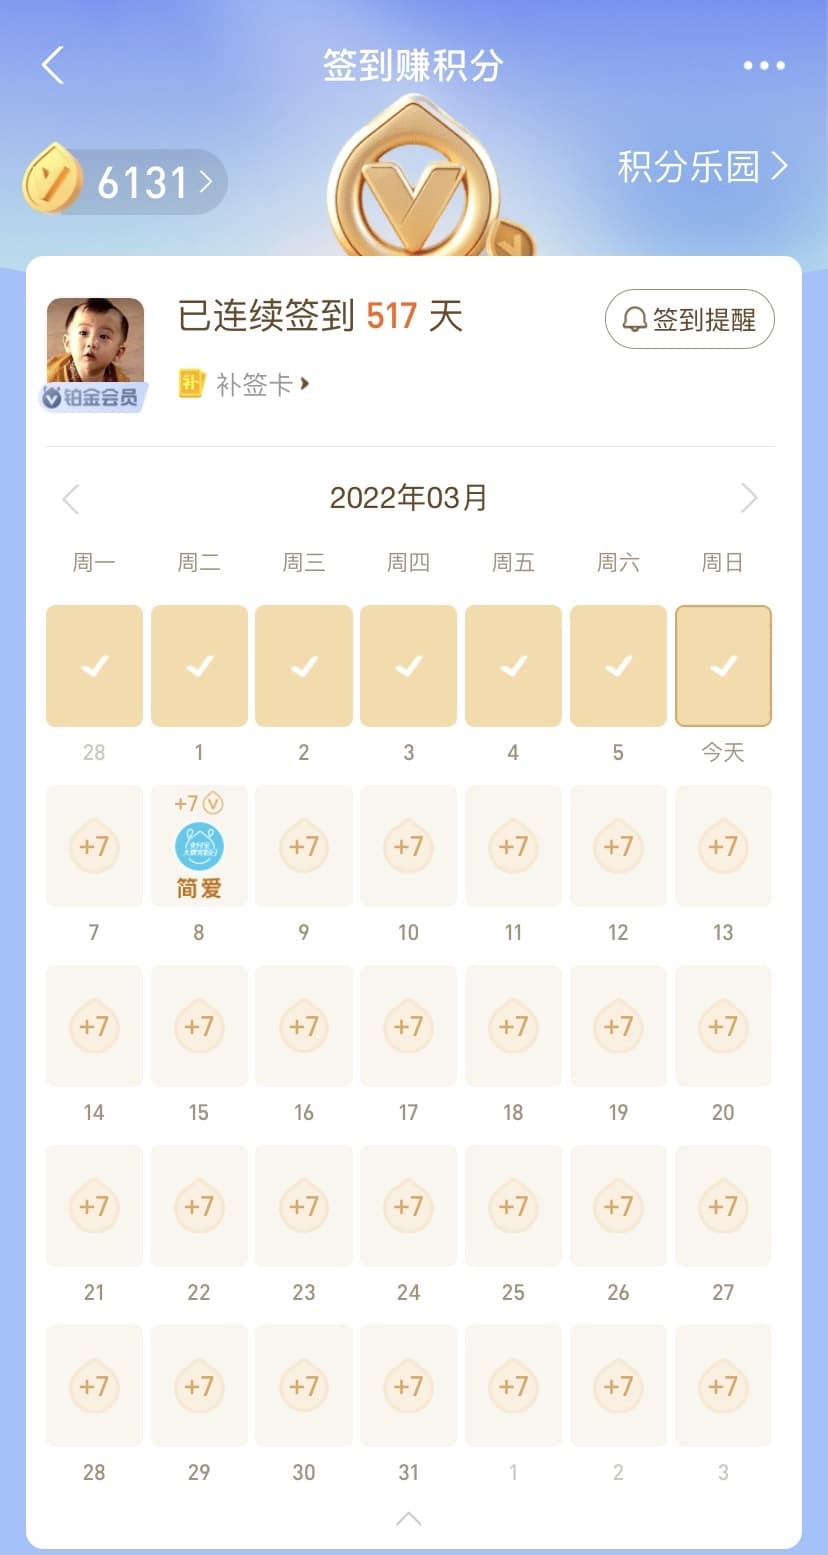 签到赚积分
6131
积分乐园
已连续签到 517 天
签到提醒
补 补签卡
铂金会员
2022年03月
周一 周二 周三 周四 周五 周六 周日
28 1 2 3 4 5 今天
+7 +7 +7 +7 +7 +7 +7
简爱
7 8 9 10 11 12 13
+7 +7 +7 +7 +7 +7 +7
14 15 16 17 18 19 20
+7 +7 +7 +7 +7 +7 +7
21 22 23 24 25 26 27
+7 +7 +7 +7 +7 +7 +7
28 29 30 31 1 2 3